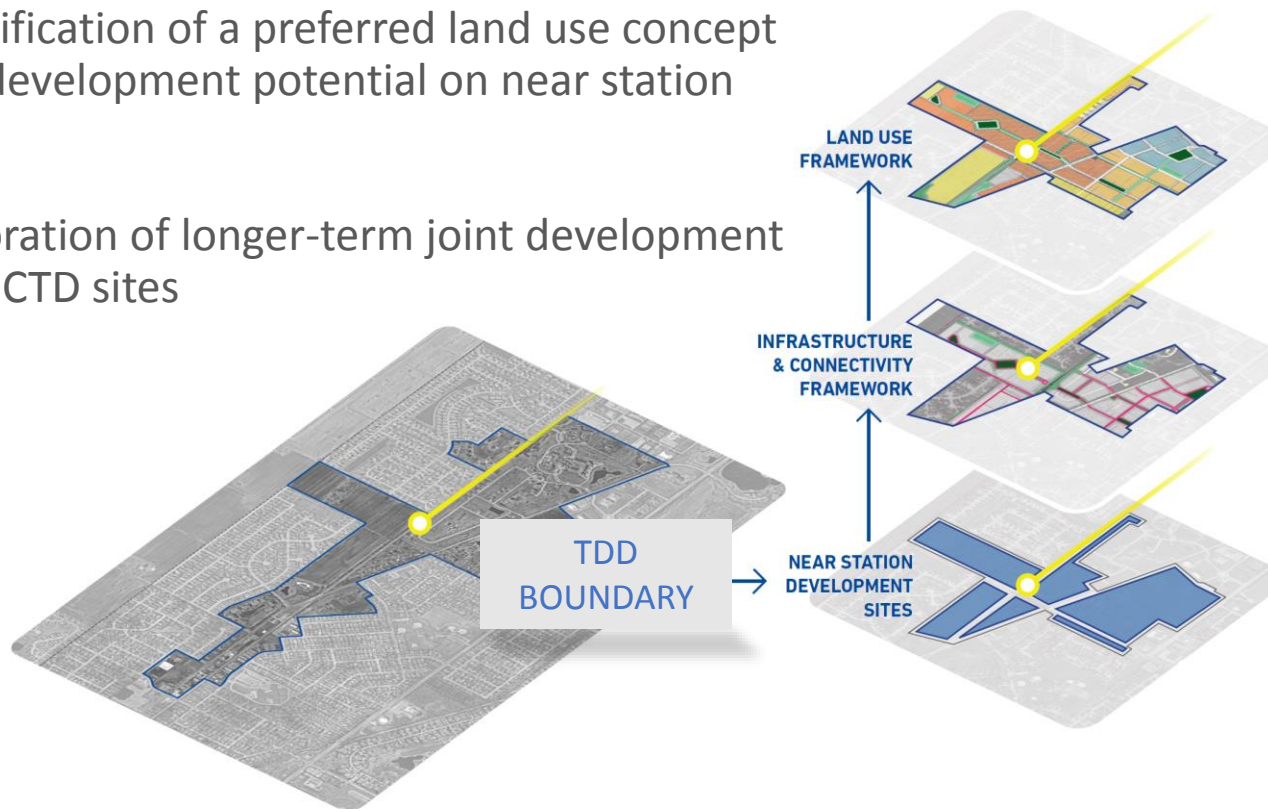 ification of a preferred land use concept
development potential on near station
oration of longer-term joint development
CTD sites
LAND USE
FRAMEWORK
INFRASTRUCTURE
& CONNECTIVITY
FRAMEWORK
TDD
BOUNDARY
NEAR STATION
DEVELOPMENT
SITES